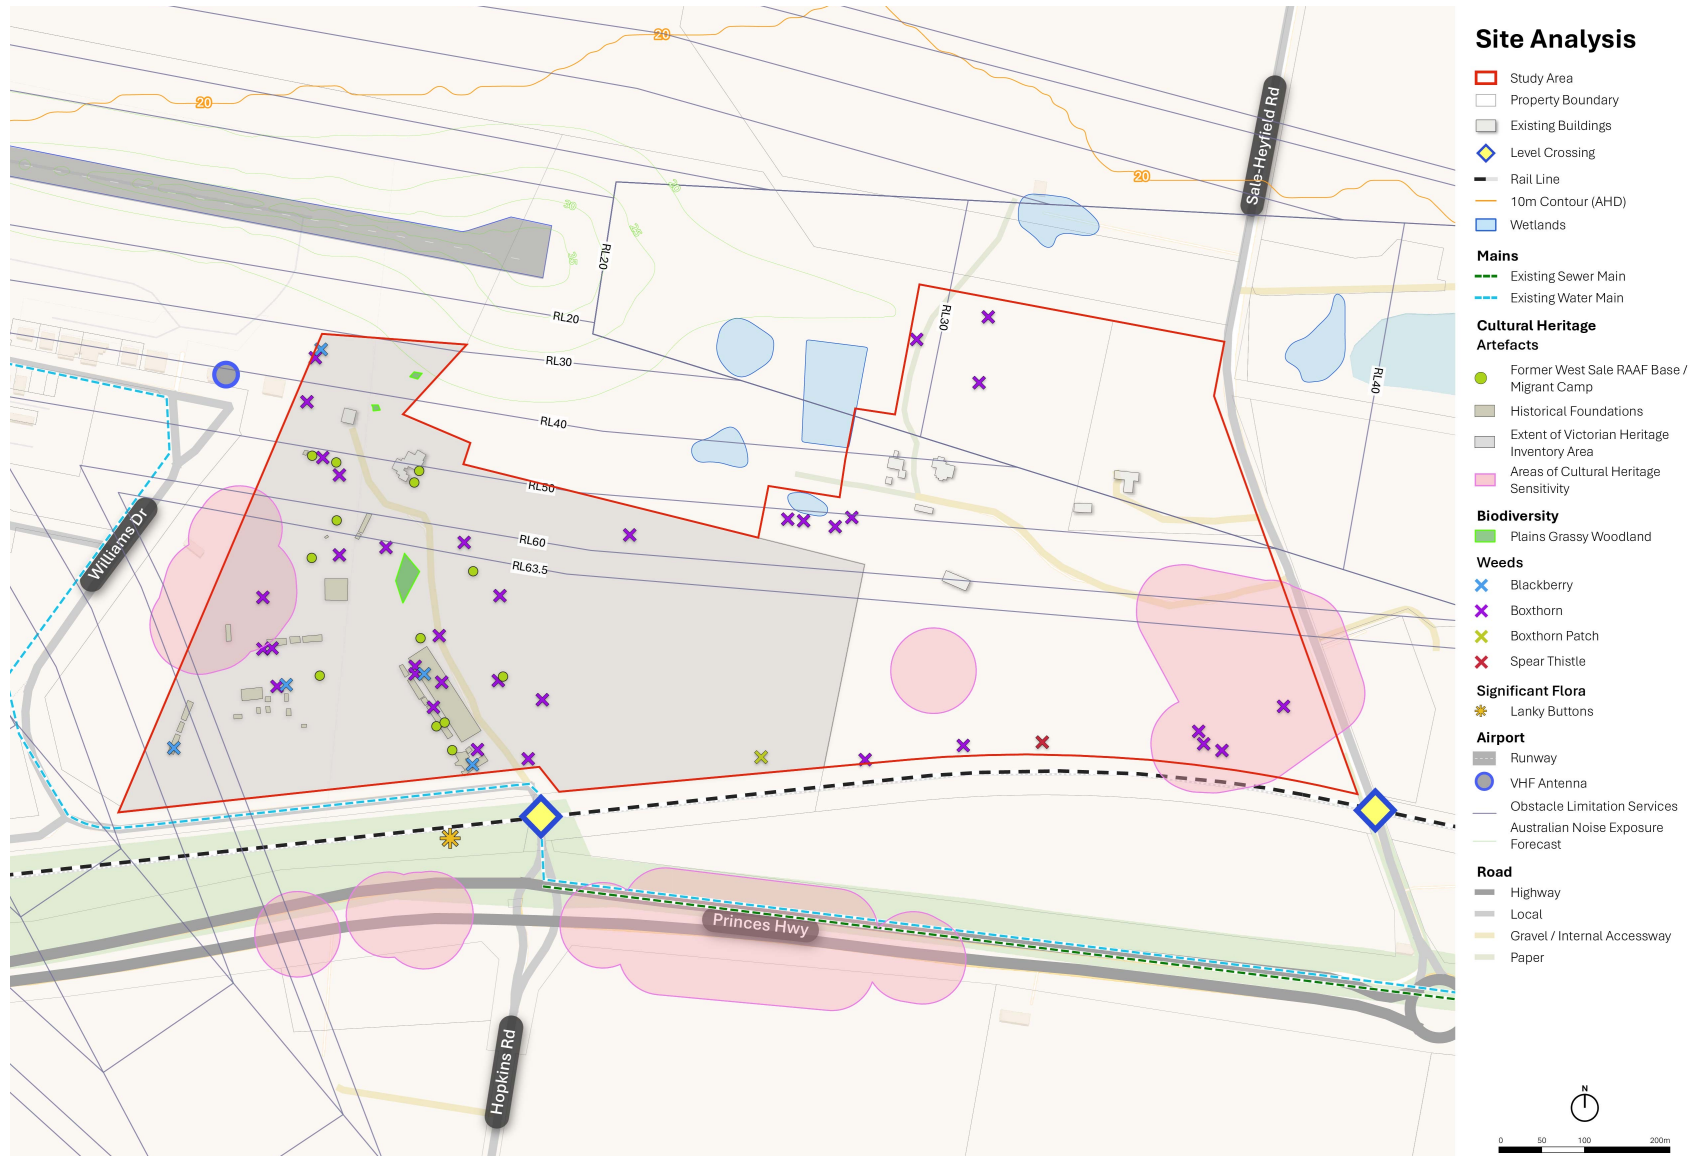 Site Analysis
Study Area
Property Boundary
Existing Buildings
Level Crossing
Rail Line
10m Contour (AHD)
Wetlands
Mains
Existing Sewer Main
Existing Water Main
Cultural Heritage
Artefacts
Former West Sale RAAF Base /
Migrant Camp
Historical Foundations
Extent of Victorian Heritage
Inventory Area
Areas of Cultural Heritage
Sensitivity
Biodiversity
Plains Grassy Woodland
Weeds
Blackberry
Boxthorn
Boxthorn Patch
Spear Thistle
Significant Flora
Lanky Buttons
Airport
Runway
VHF Antenna
Obstacle Limitation Services
Australian Noise Exposure
Forecast
Road
Highway
Local
Gravel / Internal Accessway
Paper
N
0 50 100 200m
20
20
20
Sale-Heyfield Rd
RL20
RL20
RL30
RL30
RL40
RL40
RL50
RL60
RL63.5
Williams Dr
Princes Hwy
Hopkins Rd